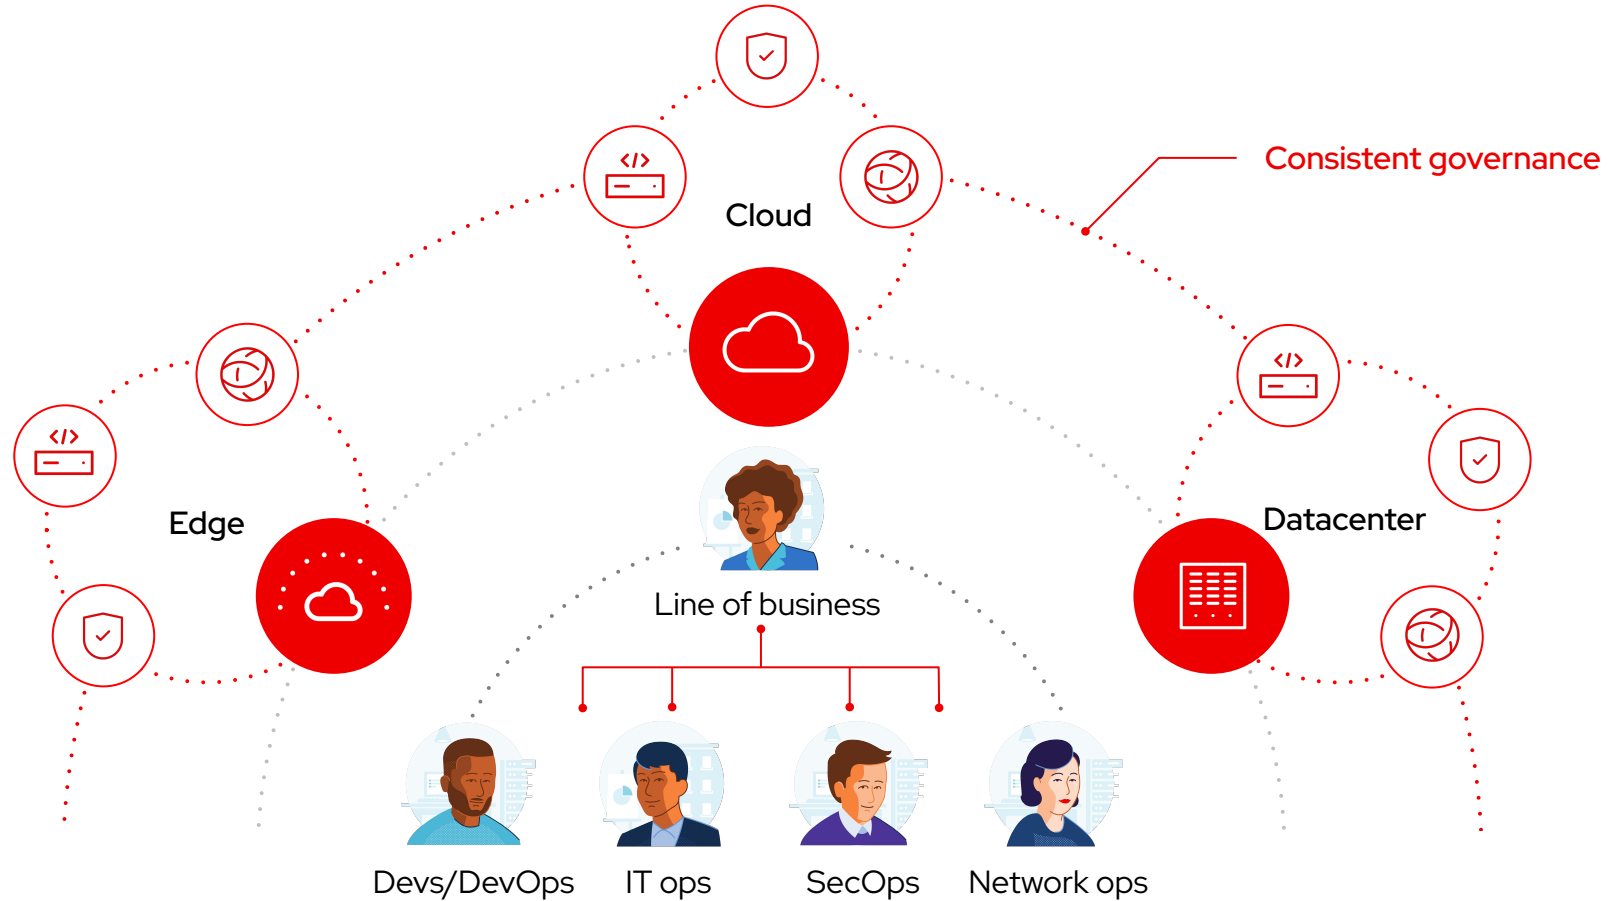 Consistent governance
Cloud
Edge
Datacenter
Line of business
Devs/DevOps
IT ops
SecOps
Network ops